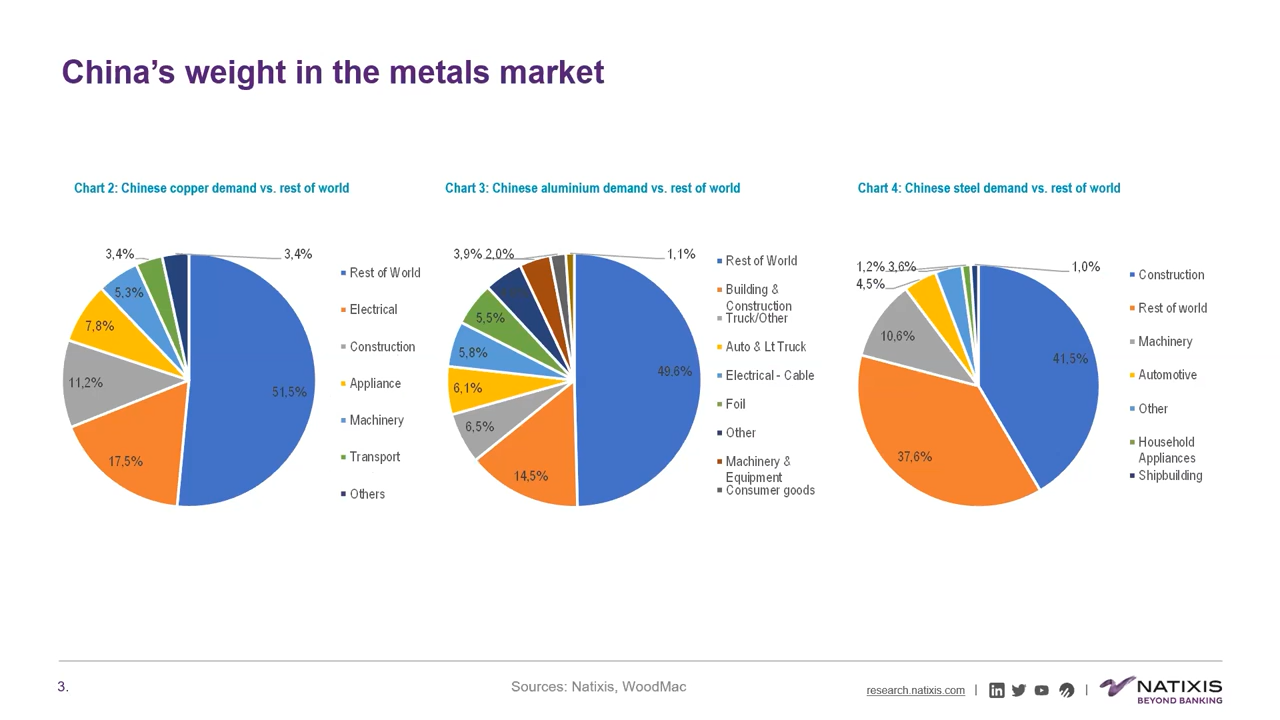 China's weight in the metals market
Chart 2: Chinese copper demand vs. rest of world
3,4%
3,4%
5,3%
7,8%
11,2%
17,5%
51,5%
Rest of World
Electrical
Construction
Appliance
Machinery
Transport
Others
Chart 3: Chinese aluminium demand vs. rest of world
3,9% 2,0%
1,1%
5,5%
5,8%
6,1%
6,5%
14,5%
49,6%
Rest of World
Building &
Construction
Truck/Other
Auto & Lt Truck
Electrical - Cable
Foil
Other
Machinery &
Equipment
Consumer goods
Chart 4: Chinese steel demand vs. rest of world
1,2% 3,6%
1,0%
4,5%
10,6%
41,5%
37,6%
Construction
Rest of world
Machinery
Automotive
Other
Household
Appliances
Shipbuilding
3.
Sources: Natixis, WoodMac
research.natixis.com
NATIXIS
BEYOND BANKING